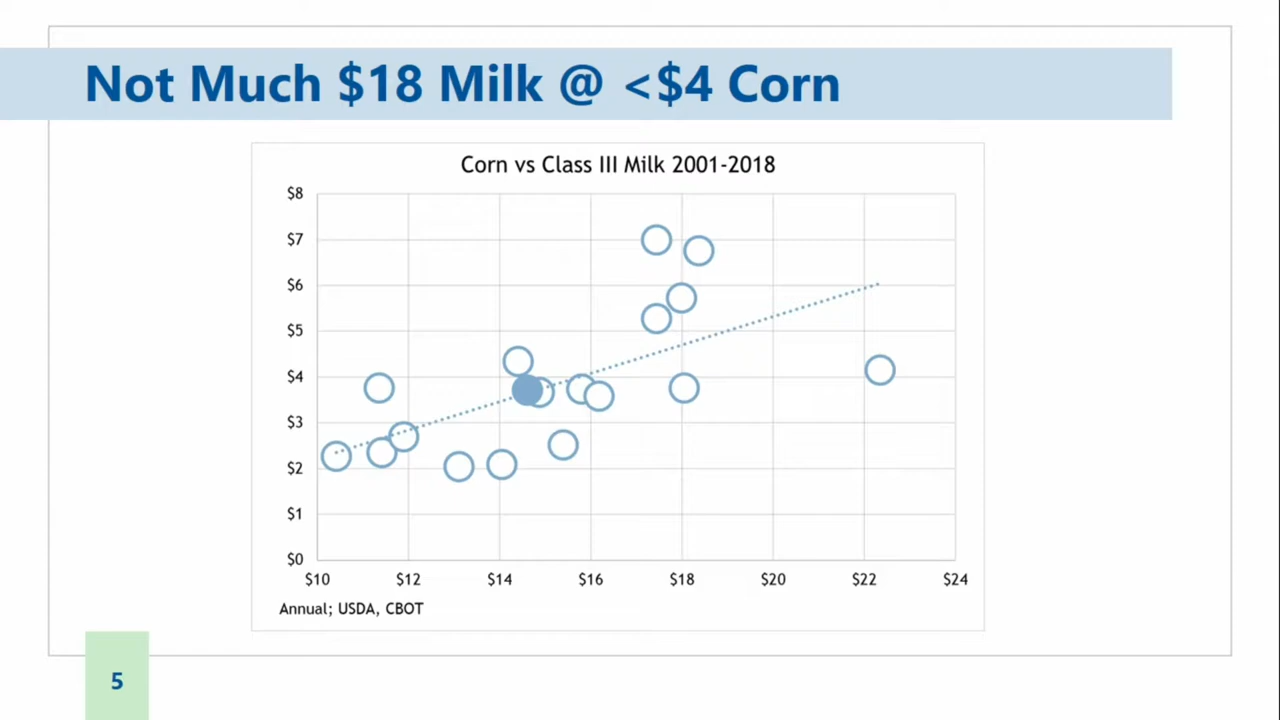 Not Much $18 Milk @ <$4 Corn
Corn vs Class III Milk 2001-2018
$8
$7
$6
$5
$4
$3
$2
$1
$0
$10 $12 $14 $16 $18 $20 $22 $24
Annual; USDA, CBOT
5